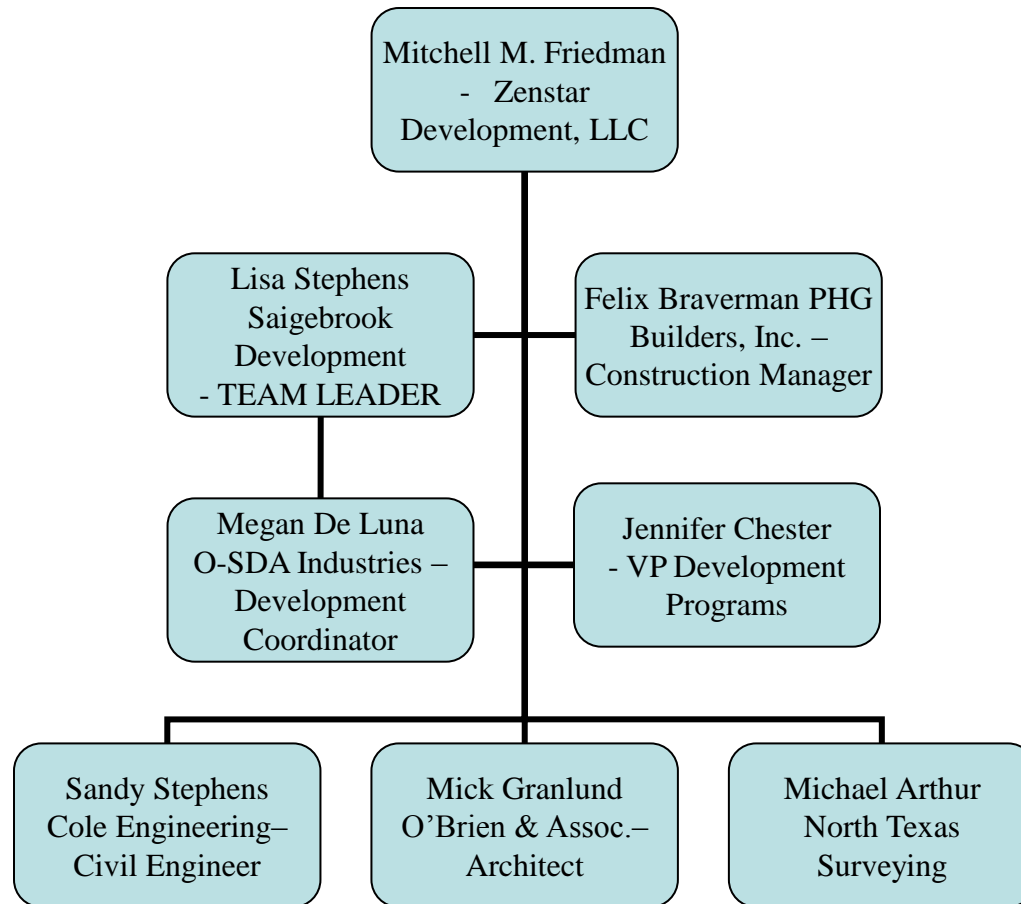 Mitchell M. Friedman
- Zenstar
Development, LLC
Lisa Stephens
Saigebrook
Development
- TEAM LEADER
Felix Braverman PHG
Builders, Inc. –
Construction Manager
Megan De Luna
O-SDA Industries –
Development
Coordinator
Jennifer Chester
- VP Development
Programs
Sandy Stephens
Cole Engineering–
Civil Engineer
Mick Granlund
O’Brien & Assoc.–
Architect
Michael Arthur
North Texas
Surveying